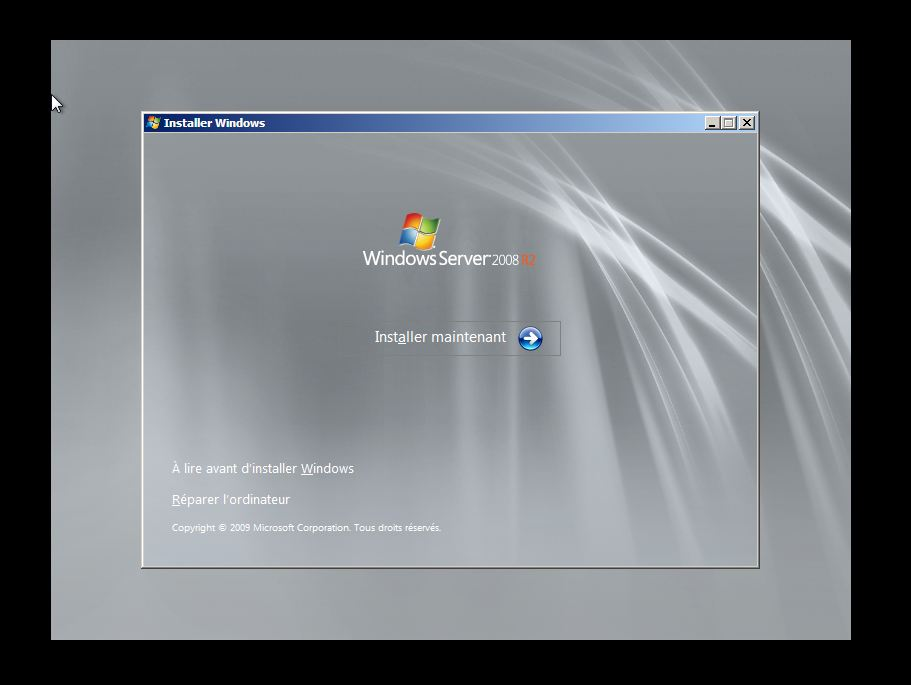 Installer Windows
Windows Server 2008 R2
Installer maintenant
À lire avant d'installer Windows
Réparer l'ordinateur
Copyright © 2009 Microsoft Corporation. Tous droits réservés.